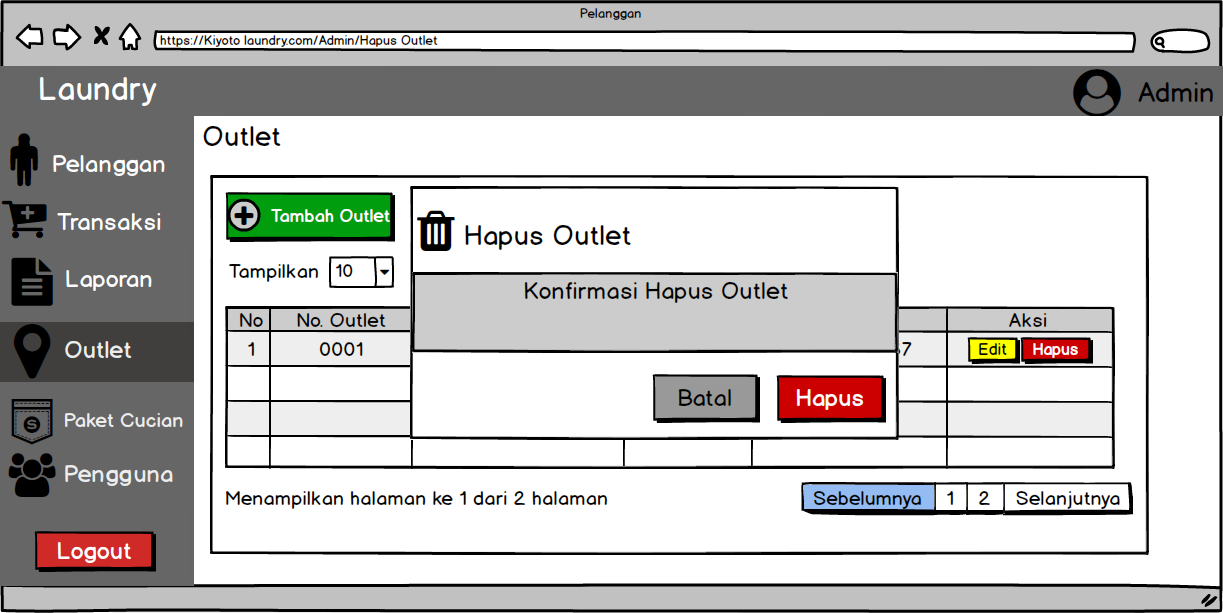 Pelanggan
https://Kiyoto laundry.com/Admin/Hapus Outlet
Laundry
Admin
Pelanggan
Transaksi
Laporan
Outlet
Paket Cucian
Pengguna
Logout
Outlet
Tambah Outlet
Tampilkan 10
Hapus Outlet
Konfirmasi Hapus Outlet
Batal Hapus
No No. Outlet Aksi
1 0001 7 Edit Hapus
Menampilkan halaman ke 1 dari 2 halaman
Sebelumnya 1 2 Selanjutnya